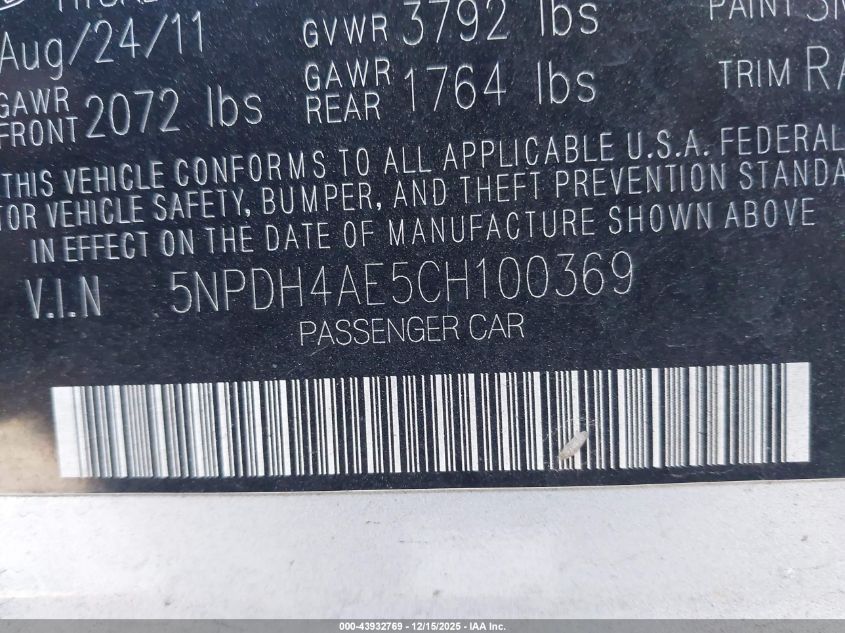 Aug/24/11 GVWR 3792 lbs PAINT
GAWR FRONT 2072 lbs GAWR REAR 1764 lbs TRIM RA
THIS VEHICLE CONFORMS TO ALL APPLICABLE U.S.A. FEDERAL
OR VEHICLE SAFETY, BUMPER, AND THEFT PREVENTION STANDA
IN EFFECT ON THE DATE OF MANUFACTURE SHOWN ABOVE
V.I.N 5NPDH4AE5CH100369
PASSENGER CAR
000-43932769 - 12/15/2025 - IAA Inc.